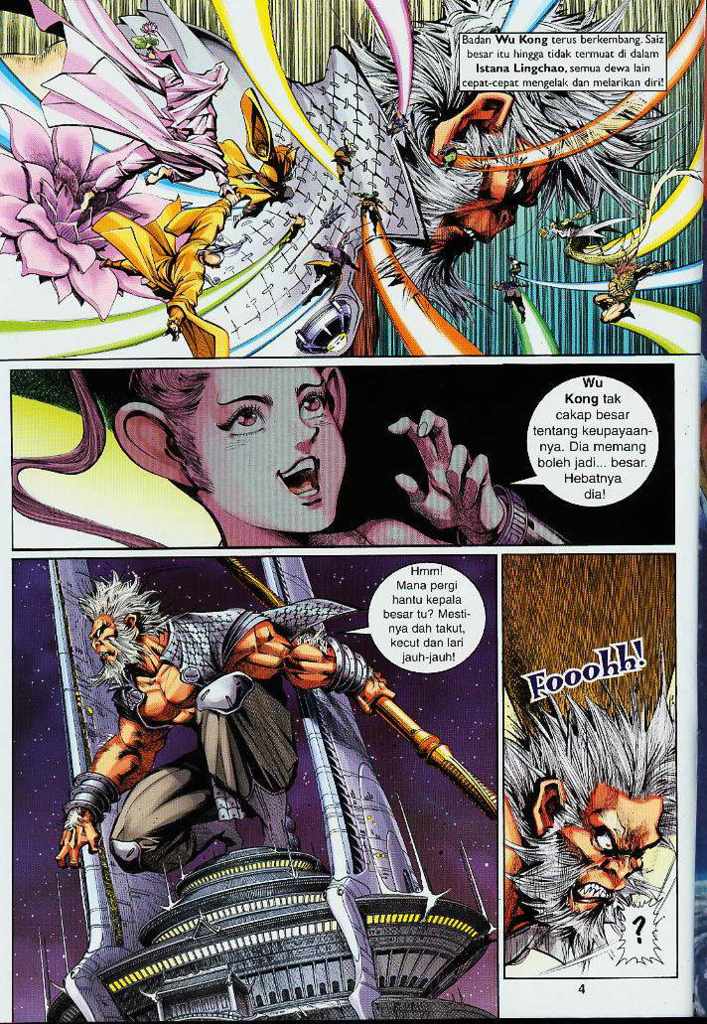 Badan Wu Kong terus berkembang. Saiz
besar itu hingga tidak termuat di dalam
Istana Lingchao, semua dewa lain
cepat-cepat mengelak dan melarikan diri!
Wu
Kong tak
cakap besar
tentang keupayaan-
nya. Dia memang
boleh jadi... besar.
Hebatnya
dia!
Hmm!
Mana pergi
hantu kepala
besar tu? Mesti-
nya dah takut,
kecut dan lari
jauh-jauh!
Fooohh!
?
4